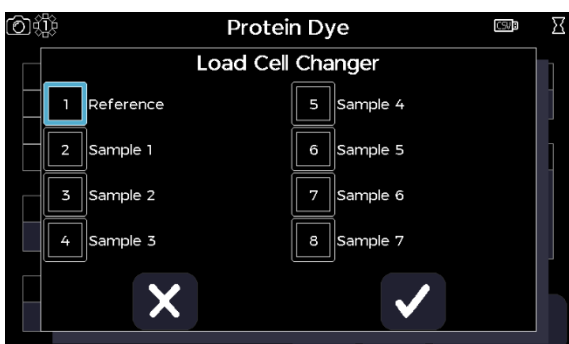 1
Protein Dye
CSV
Load Cell Changer
1 Reference
2 Sample 1
3 Sample 2
4 Sample 3
5 Sample 4
6 Sample 5
7 Sample 6
8 Sample 7